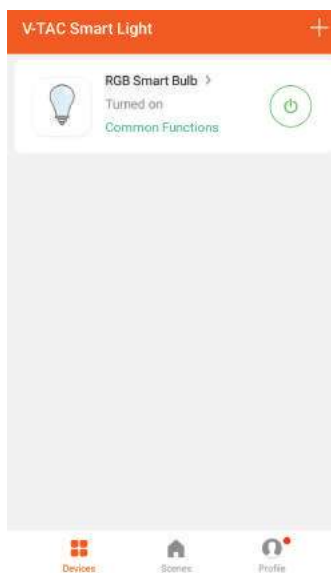 V-TAC Smart Light
RGB Smart Bulb >
Turned on
Common Functions
Devices
Scenes
Profile